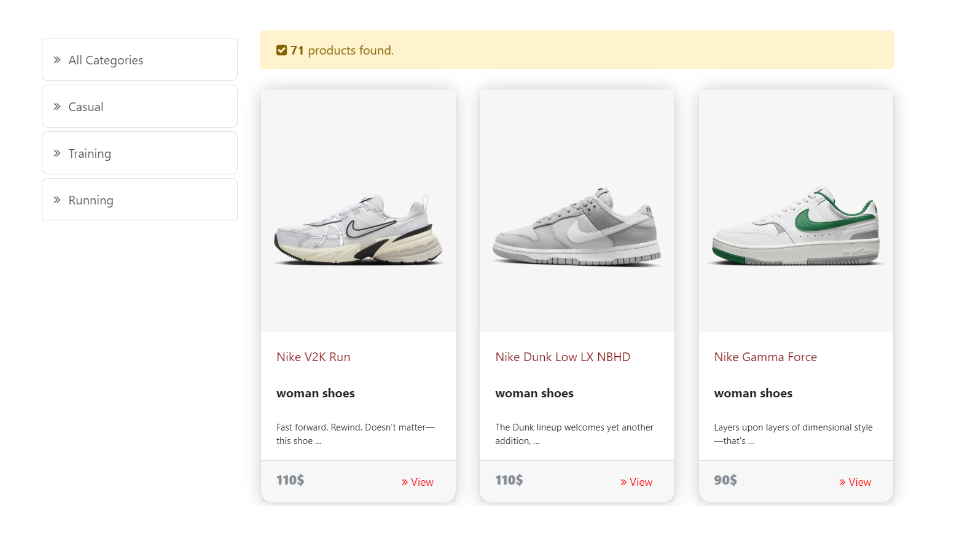 » All Categories
» Casual
» Training
» Running
71 products found.
Nike V2K Run
woman shoes
Fast forward. Rewind. Doesn't matter—
this shoe ...
110$
» View
Nike Dunk Low LX NBHD
woman shoes
The Dunk lineup welcomes yet another
addition, ...
110$
» View
Nike Gamma Force
woman shoes
Layers upon layers of dimensional style
—that's ...
90$
» View